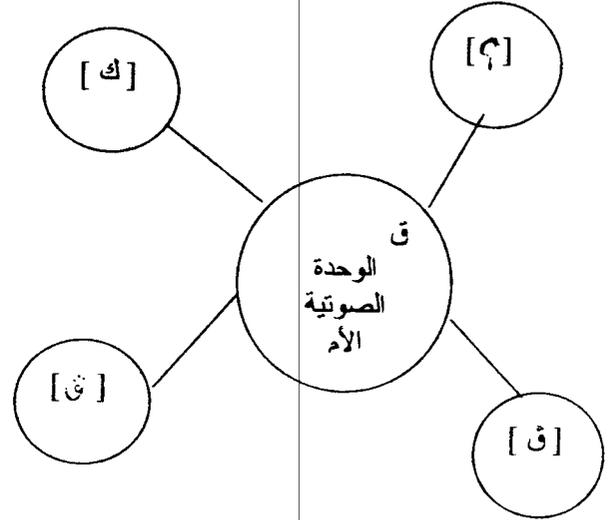 [ ك ]
ق
الوحدة
الصوتية
الأم
[ ق ]